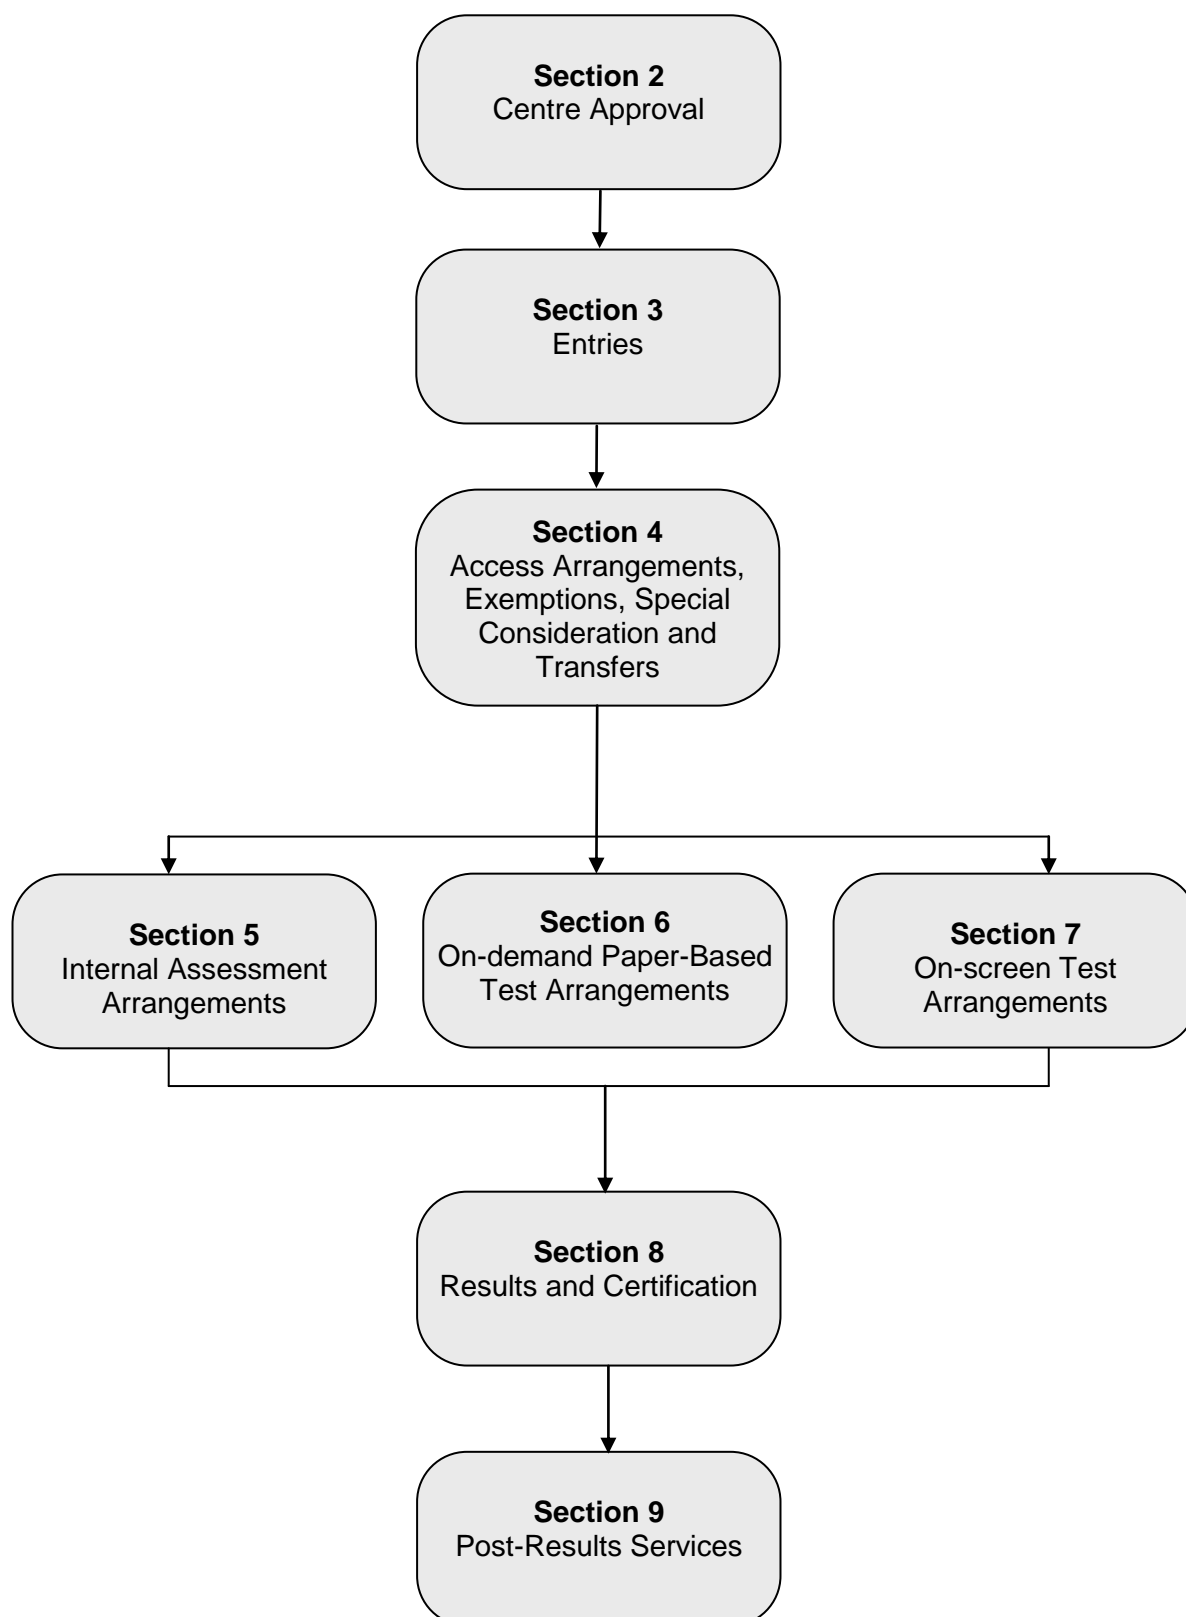 Section 2
Centre Approval
Section 3
Entries
Section 4
Access Arrangements,
Exemptions, Special
Consideration and
Transfers
Section 5
Internal Assessment
Arrangements
Section 6
On-demand Paper-Based
Test Arrangements
Section 7
On-screen Test
Arrangements
Section 8
Results and Certification
Section 9
Post-Results Services